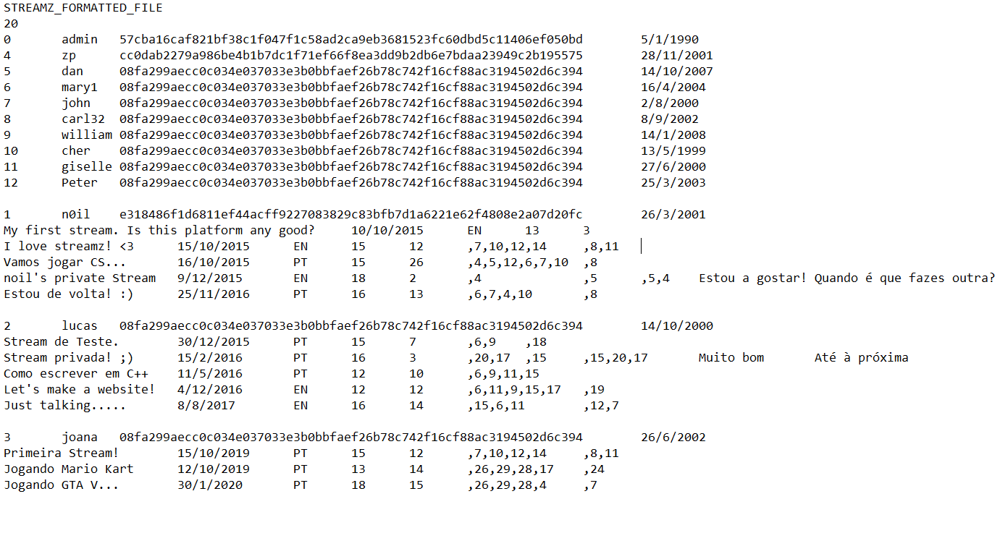 STREAMZ_FORMATTED_FILE
20
0 admin 57cba16caf821bf38c1f047f1c58ad2ca9eb3681523fc60dbd5c11406ef050bd 5/1/1990
4 zp cc0dab2279a986be4b1b7dc1f71ef66f8ea3dd9b2db6e7bdaa23949c2b195575 28/11/2001
5 dan 08fa299aecc0c034e037033e3b0bbfaef26b78c742f16cf88ac3194502d6c394 14/10/2007
6 mary1 08fa299aecc0c034e037033e3b0bbfaef26b78c742f16cf88ac3194502d6c394 16/4/2004
7 john 08fa299aecc0c034e037033e3b0bbfaef26b78c742f16cf88ac3194502d6c394 2/8/2000
8 carl32 08fa299aecc0c034e037033e3b0bbfaef26b78c742f16cf88ac3194502d6c394 8/9/2002
9 william 08fa299aecc0c034e037033e3b0bbfaef26b78c742f16cf88ac3194502d6c394 14/1/2008
10 cher 08fa299aecc0c034e037033e3b0bbfaef26b78c742f16cf88ac3194502d6c394 13/5/1999
11 giselle 08fa299aecc0c034e037033e3b0bbfaef26b78c742f16cf88ac3194502d6c394 27/6/2000
12 Peter 08fa299aecc0c034e037033e3b0bbfaef26b78c742f16cf88ac3194502d6c394 25/3/2003
1 n0il e318486f1d6811ef44acff9227083829c83bfb7d1a6221e62f4808e2a07d20fc 26/3/2001
My first stream. Is this platform any good? 10/10/2015 EN 13 3
I love streamz! <3 15/10/2015 EN 15 12 ,7,10,12,14 ,8,11
Vamos jogar CS... 16/10/2015 PT 15 26 ,4,5,12,6,7,10 ,8
noil's private Stream 9/12/2015 EN 18 2 ,4 ,5 ,5,4 Estou a gostar! Quando é que fazes outra?
Estou de volta! :) 25/11/2016 PT 16 13 ,6,7,4,10 ,8
2 lucas 08fa299aecc0c034e037033e3b0bbfaef26b78c742f16cf88ac3194502d6c394 14/10/2000
Stream de Teste. 30/12/2015 PT 15 7 ,6,9 ,18
Stream privada! ;) 15/2/2016 PT 16 3 ,20,17 ,15 ,15,20,17 Muito bom Até à próxima
Como escrever em C++ 11/5/2016 PT 12 10 ,6,9,11,15
Let's make a website! 4/12/2016 EN 12 12 ,6,11,9,15,17 ,19
Just talking..... 8/8/2017 EN 16 14 ,15,6,11 ,12,7
3 joana 08fa299aecc0c034e037033e3b0bbfaef26b78c742f16cf88ac3194502d6c394 26/6/2002
Primeira Stream! 15/10/2019 PT 15 12 ,7,10,12,14 ,8,11
Jogando Mario Kart 12/10/2019 PT 13 14 ,26,29,28,17 ,24
Jogando GTA V... 30/1/2020 PT 18 15 ,26,29,28,4 ,7